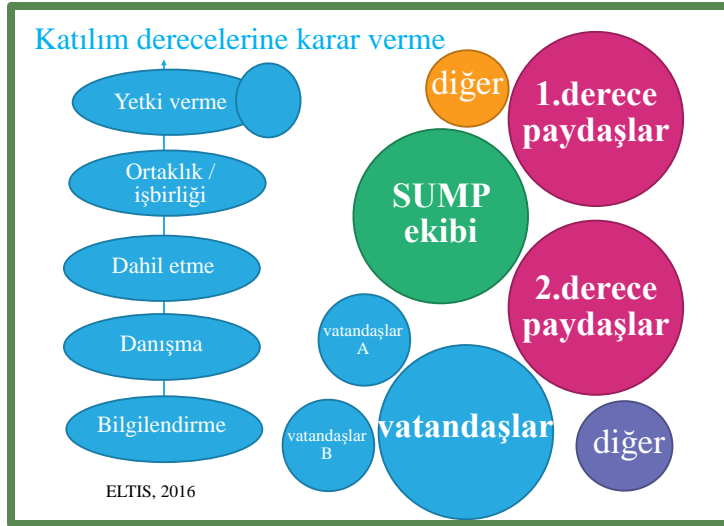 Katılım derecelerine karar verme
Yetki verme
Ortaklık /
işbirliği
Dahil etme
Danışma
Bilgilendirme
ELTIS, 2016
diğer
1.derece
paydaşlar
SUMP
ekibi
2.derece
paydaşlar
vatandaşlar
A
vatandaşlar
vatandaşlar
B
diğer